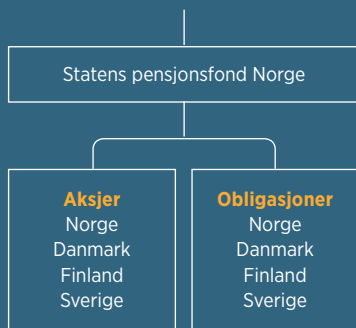 Statens pensjonsfond Norge
Aksjer
Norge
Danmark
Finland
Sverige
Obligasjoner
Norge
Danmark
Finland
Sverige